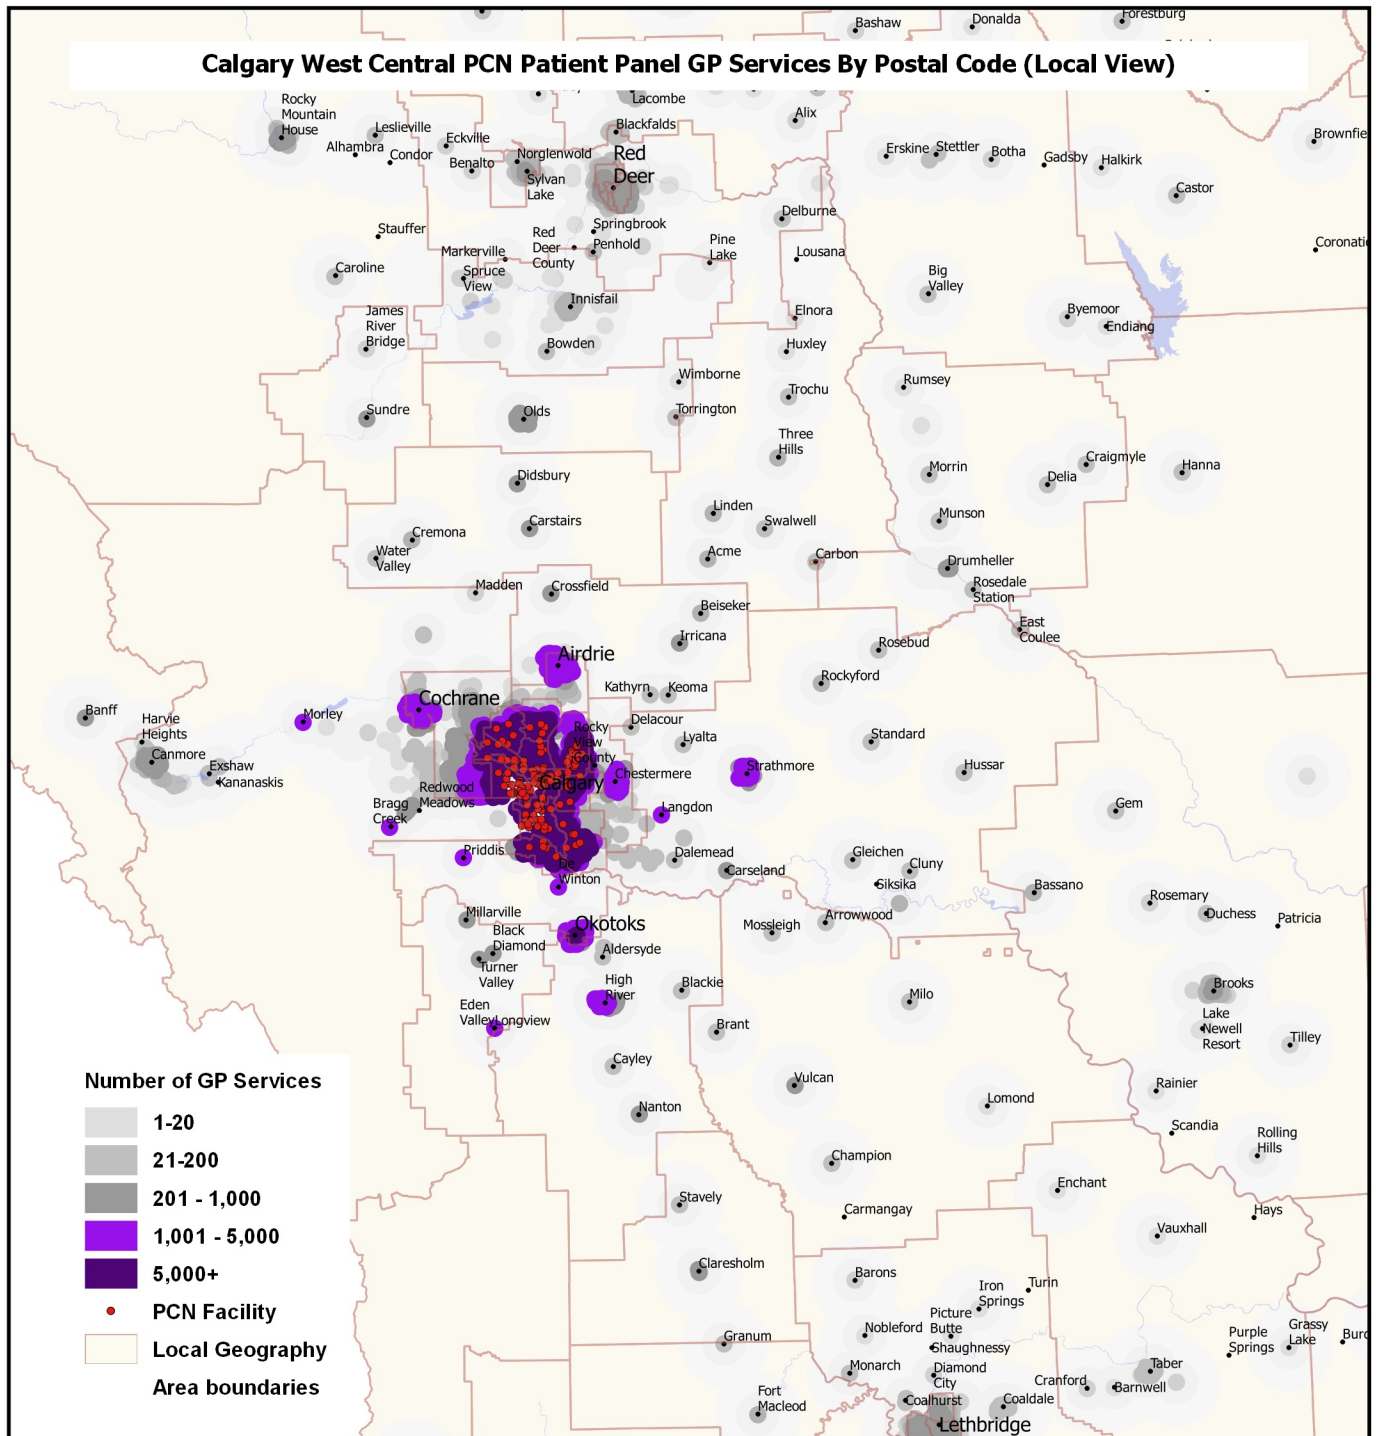 Bashaw
Donalda
Forestburg
Calgary West Central PCN Patient Panel GP Services By Postal Code (Local View)
Lacombe
Rocky
Mountain
House
Leslieville
Alhambra
Condor
Eckville
Benalto
Norglenwold
Sylvan
Lake
Blackfalds
Red
Deer
Alix
Erskine
Stettler
Botha
Gadsby
Halkirk
Brownfie
Castor
Stauffer
Springbrook
Red
Deer
County
Penhold
Delburne
Markerville
Spruce
View
Pine
Lake
Lousana
Coronatio
Caroline
Innisfail
Big
Valley
James
River
Bridge
Elnora
Byemoor
Endiang
Bowden
Huxley
Wimborne
Rumsey
Trochu
Sundre
Olds
Torrington
Three
Hills
Didsbury
Morrin
Craigmyle
Delia
Hanna
Linden
Swalwell
Munson
Cremona
Carstairs
Water
Valley
Acme
Carbon
Drumheller
Rosedale
Station
Madden
Crossfield
Beiseker
East
Coulee
Irricana
Rosebud
Airdrie
Rockyford
Kathyrn
Keoma
Cochrane
Banff
Harvie
Heights
Morley
Delacour
Rocky
View
County
Lyalta
Standard
Canmore
Exshaw
Kananaskis
Calgary
Chestermere
Strathmore
Hussar
Redwood
Meadows
Bragg
Creek
Langdon
Gem
Priddis
Dalemead
Carseland
Gleichen
Cluny
Siksika
De
Winton
Bassano
Rosemary
Duchess
Patricia
Millarville
Okotoks
Mossleigh
Arrowwood
Black
Diamond
Turner
Valley
Aldersyde
High
River
Blackie
Brooks
Milo
Eden
Valley
Longview
Lake
Newell
Resort
Brant
Tilley
Cayley
Vulcan
Rainier
Nanton
Lomond
Scandia
Rolling
Hills
Champion
Enchant
Stavely
Carmangay
Hays
Vauxhall
Claresholm
Barons
Turin
Iron
Springs
Picture
Butte
Nobleford
Granum
Shaughnessy
Purple
Springs
Grassy
Lake
Burd
Monarch
Diamond
City
Taber
Cranford
Barnwell
Fort
Macleod
Coalhurst
Coaldale
Lethbridge
Number of GP Services
1-20
21-200
201 - 1,000
1,001 - 5,000
5,000+
PCN Facility
Local Geography
Area boundaries